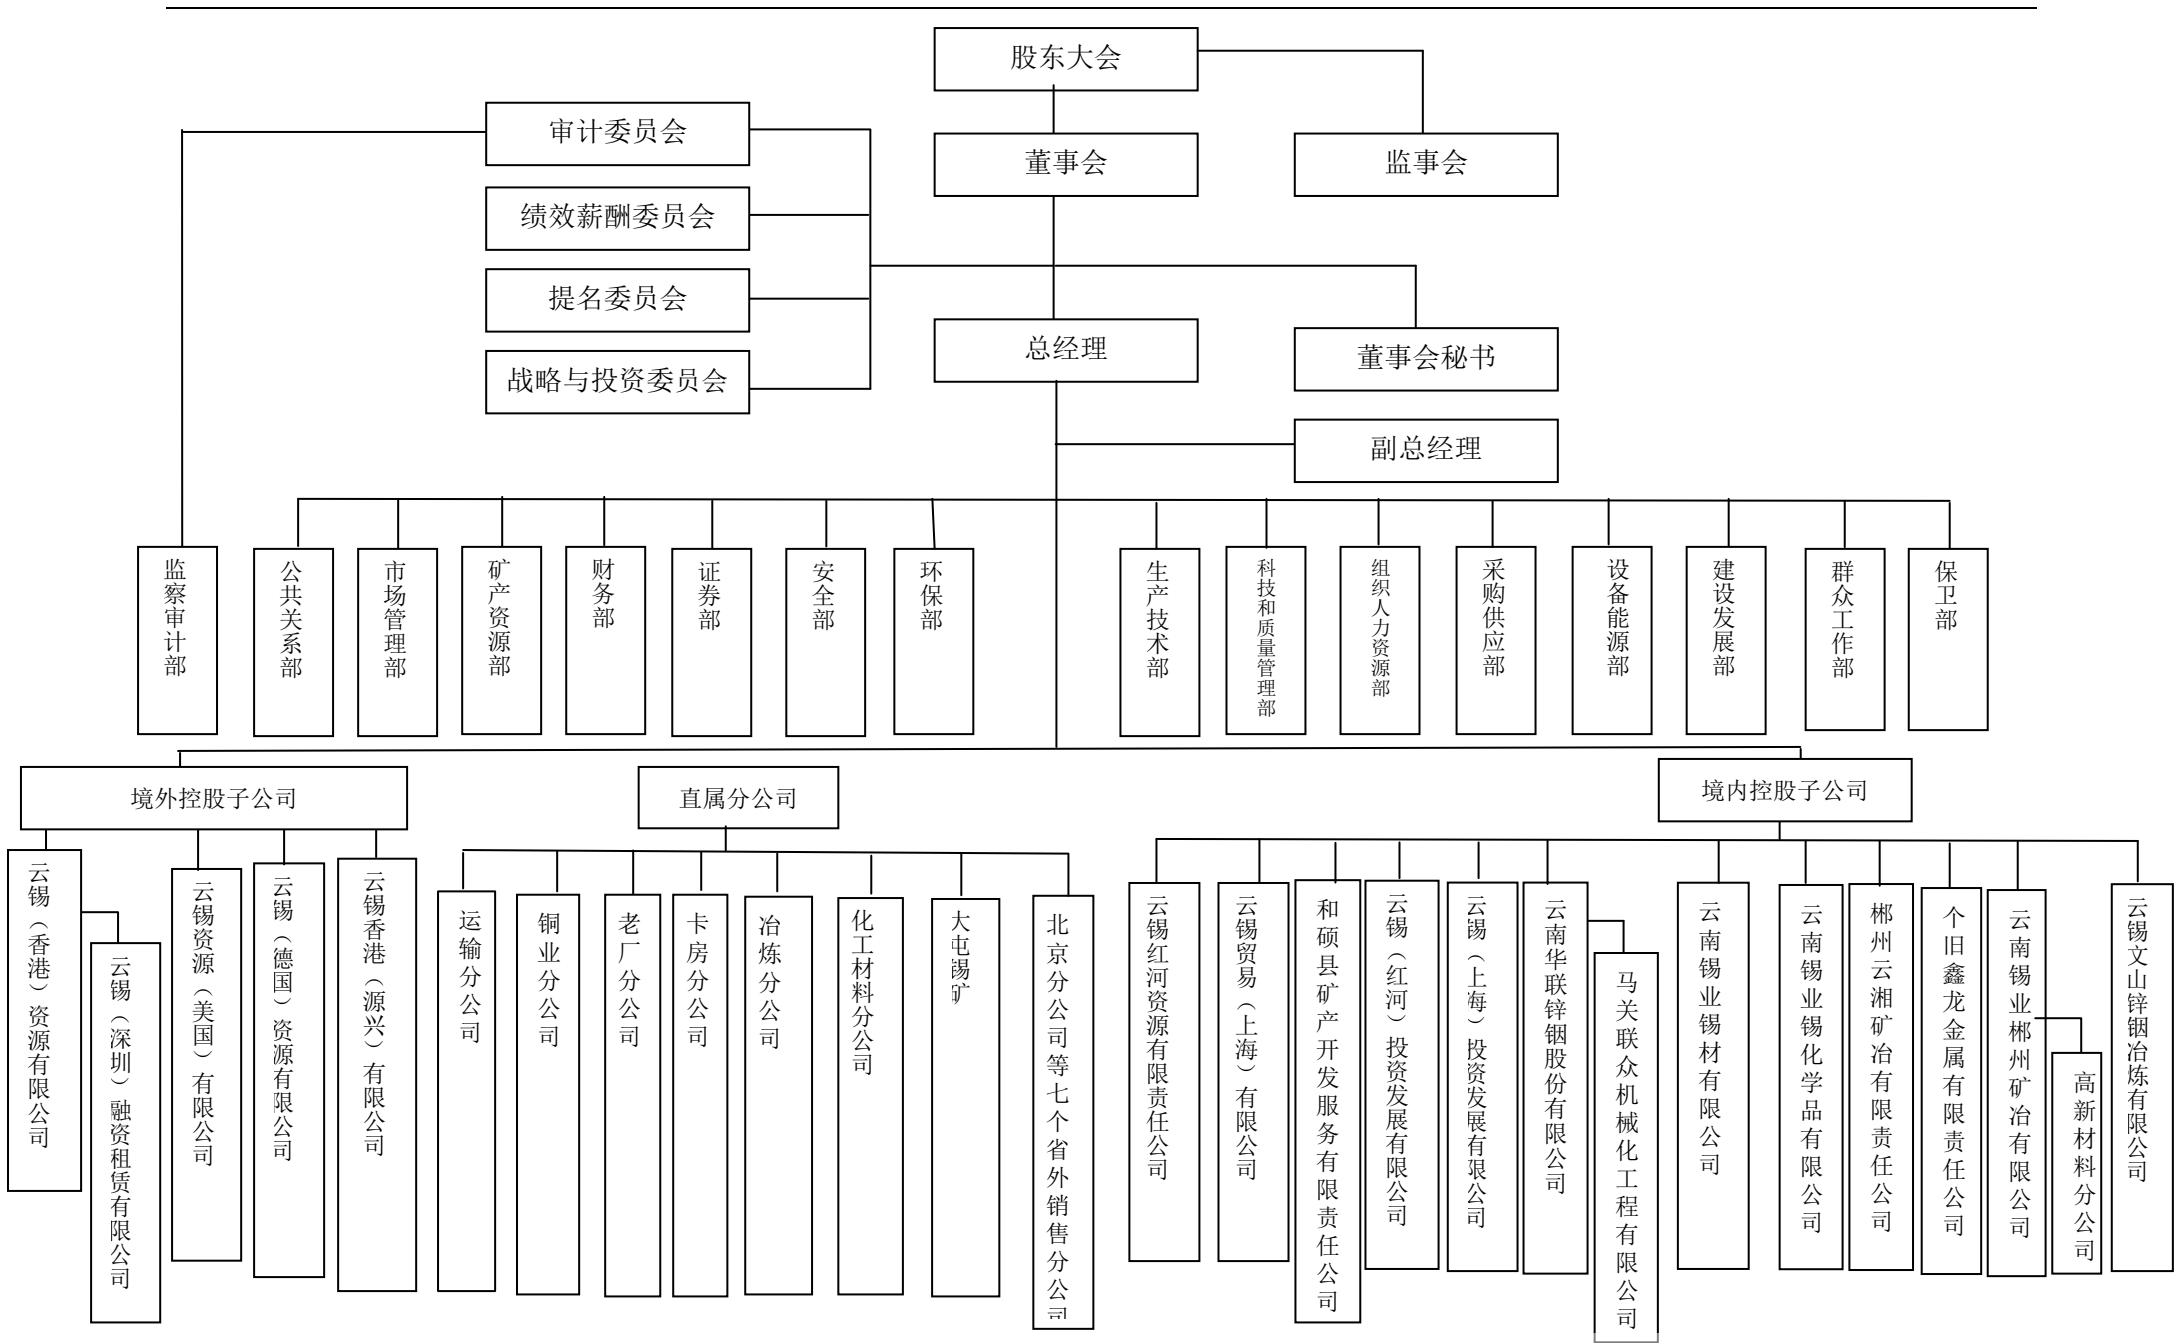 股东大会
审计委员会
董事会
监事会
绩效薪酬委员会
提名委员会
总经理
董事会秘书
战略与投资委员会
副总经理
监察审计部
公共关系部
市场管理部
矿产资源部
财务部
证券部
安全部
环保部
生产技术部
科技和质量管理部
组织人力资源部
采购供应部
设备能源部
建设发展部
群众工作部
保卫部
境外控股子公司
直属分公司
境内控股子公司
云锡（香港）资源有限公司
云锡（深圳）融资租赁有限公司
云锡资源（美国）有限公司
云锡（德国）资源有限公司
云锡香港（源兴）有限公司
运输分公司
铜业分公司
老厂分公司
卡房分公司
冶炼分公司
化工材料分公司
大屯锡矿
北京分公司等七个省外销售分公司
云锡红河资源有限责任公司
云锡贸易（上海）有限公司
和硕县矿产开发服务有限责任公司
云锡（红河）投资发展有限公司
云锡（上海）投资发展有限公司
云南华联锌铟股份有限公司
马关联众机械化工程有限公司
云南锡业锡材有限公司
云南锡业锡化学品有限公司
郴州云湘矿冶有限责任公司
个旧鑫龙金属有限责任公司
云南锡业郴州矿冶有限公司
高新材料分公司
云锡文山锌铟冶炼有限公司